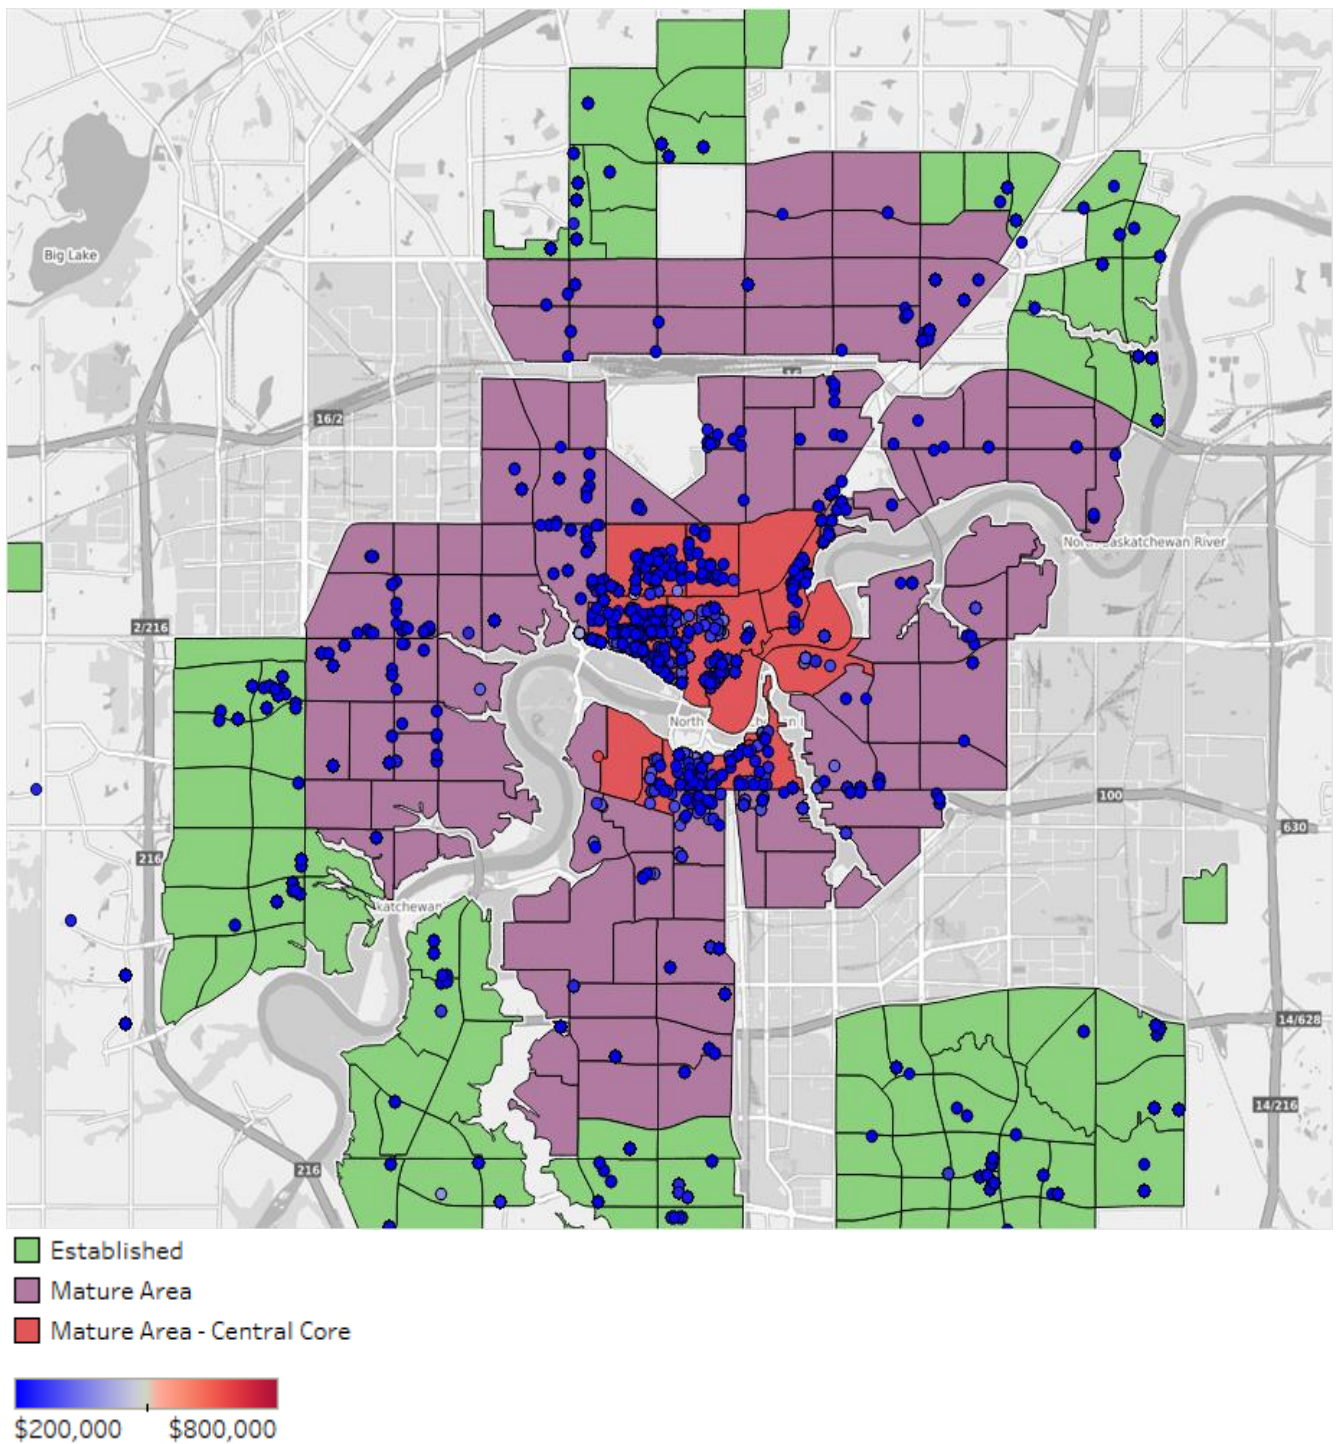 Big Lake
16/2
North Saskatchewan River
2/216
North
100
630
216
katchewan
14/628
14/216
216
Established
Mature Area
Mature Area - Central Core
$200,000 $800,000